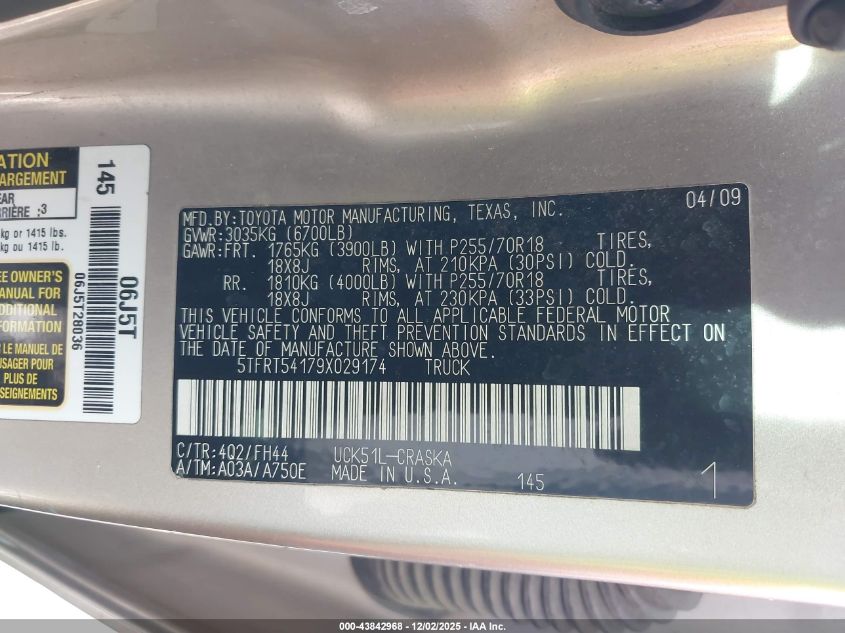 ATION
ARGEMENT
EAR
RRIÈRE :3
kg or 1415 lbs.
kg ou 1415 lb.
EE OWNER'S
MANUAL FOR
ADDITIONAL
FORMATION
LE MANUEL DE
USAGER POUR
PLUS DE
SEIGNEMENTS
145
06J5T
06J5T28036
MFD.BY:TOYOTA MOTOR MANUFACTURING, TEXAS, INC. 04/09
GVWR:3035KG (6700LB)
GAWR:FRT. 1765KG (3900LB) WITH P255/70R18 TIRES,
18X8J RIMS, AT 210KPA (30PSI) COLD.
RR. 1810KG (4000LB) WITH P255/70R18 TIRES,
18X8J RIMS, AT 230KPA (33PSI) COLD.
THIS VEHICLE CONFORMS TO ALL APPLICABLE FEDERAL MOTOR
VEHICLE SAFETY AND THEFT PREVENTION STANDARDS IN EFFECT ON
THE DATE OF MANUFACTURE SHOWN ABOVE.
5TFRT54179X029174 TRUCK
C/TR:4Q2/FH44 UCK51L-CRASKA
A/TM:A03A/A750E MADE IN U.S.A. 145 1
000-43842968 - 12/02/2025 - IAA Inc.